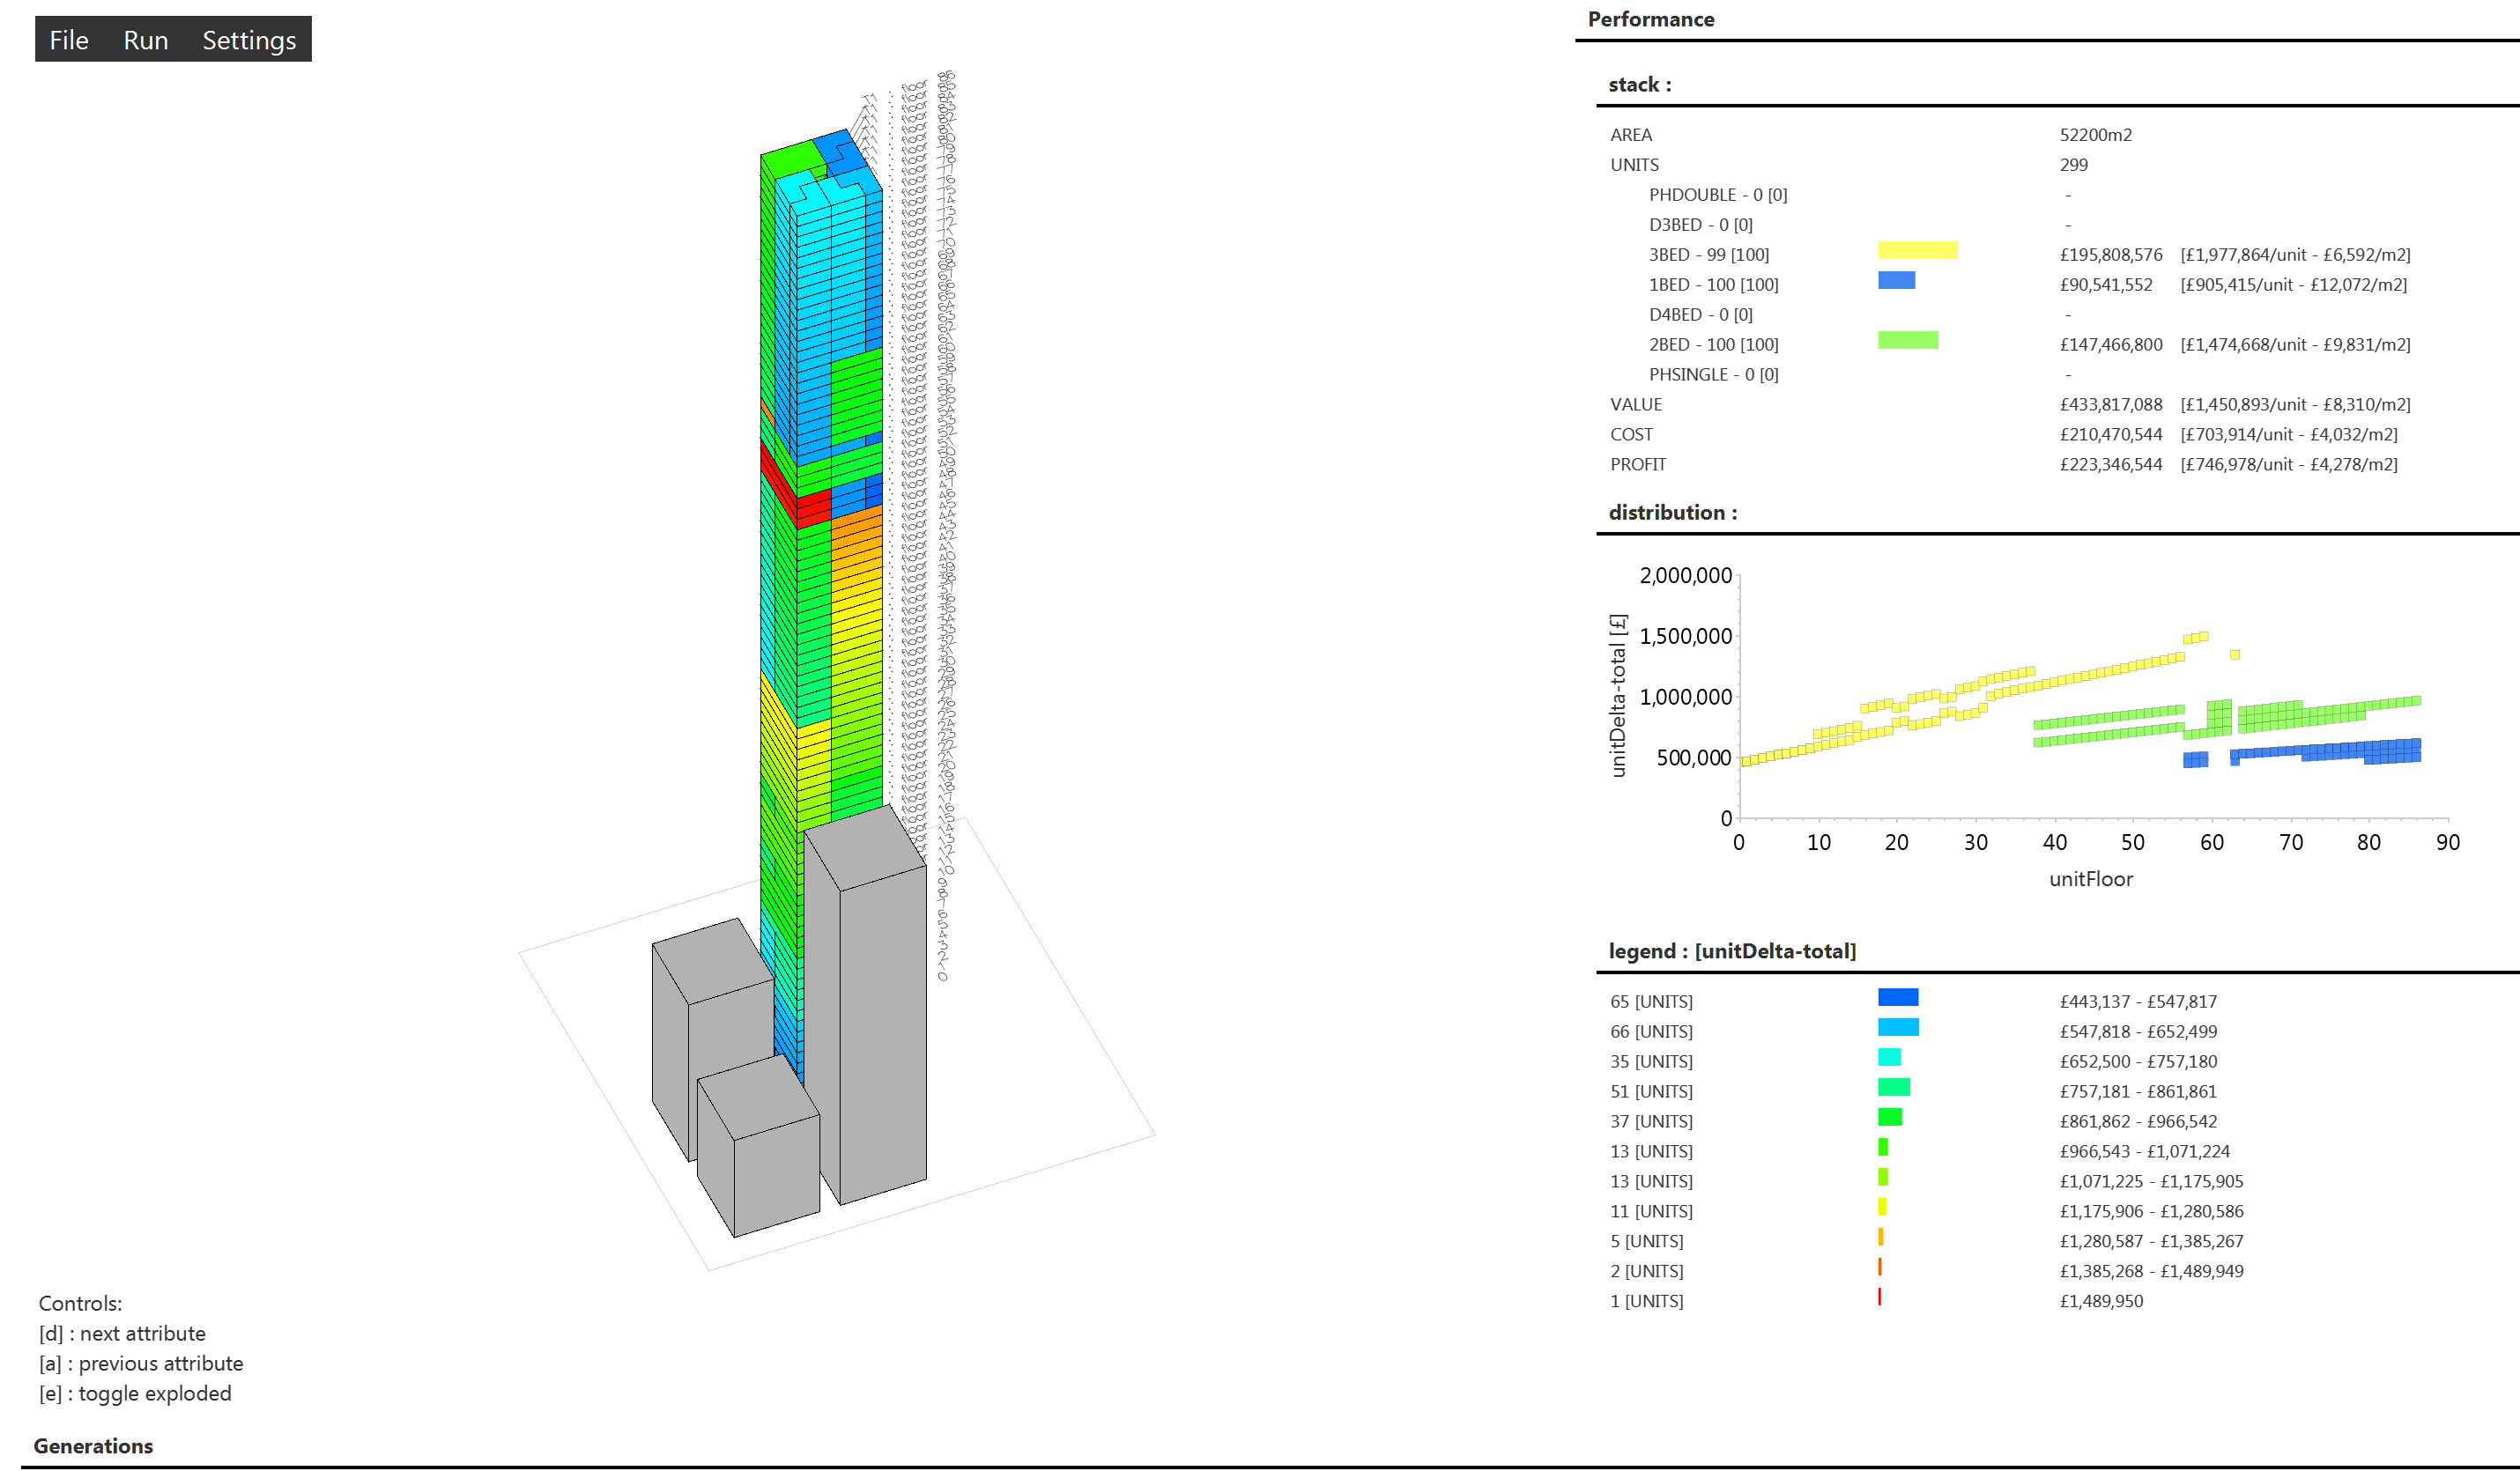 File Run Settings
Performance
stack :
AREA 52200m2
UNITS 299
PHDOUBLE - 0 [0] -
D3BED - 0 [0] -
3BED - 99 [100] £195,808,576 [£1,977,864/unit - £6,592/m2]
1BED - 100 [100] £90,541,552 [£905,415/unit - £12,072/m2]
D4BED - 0 [0] -
2BED - 100 [100] £147,466,800 [£1,474,668/unit - £9,831/m2]
PHSINGLE - 0 [0] -
VALUE £433,817,088 [£1,450,893/unit - £8,310/m2]
COST £210,470,544 [£703,914/unit - £4,032/m2]
PROFIT £223,346,544 [£746,978/unit - £4,278/m2]
distribution :
unitDelta-total [£]
2,000,000
1,500,000
1,000,000
500,000
0
0 10 20 30 40 50 60 70 80 90
unitFloor
legend : [unitDelta-total]
65 [UNITS] £443,137 - £547,817
66 [UNITS] £547,818 - £652,499
35 [UNITS] £652,500 - £757,180
51 [UNITS] £757,181 - £861,861
37 [UNITS] £861,862 - £966,542
13 [UNITS] £966,543 - £1,071,224
13 [UNITS] £1,071,225 - £1,175,905
11 [UNITS] £1,175,906 - £1,280,586
5 [UNITS] £1,280,587 - £1,385,267
2 [UNITS] £1,385,268 - £1,489,949
1 [UNITS] £1,489,950
Controls:
[d] : next attribute
[a] : previous attribute
[e] : toggle exploded
Generations